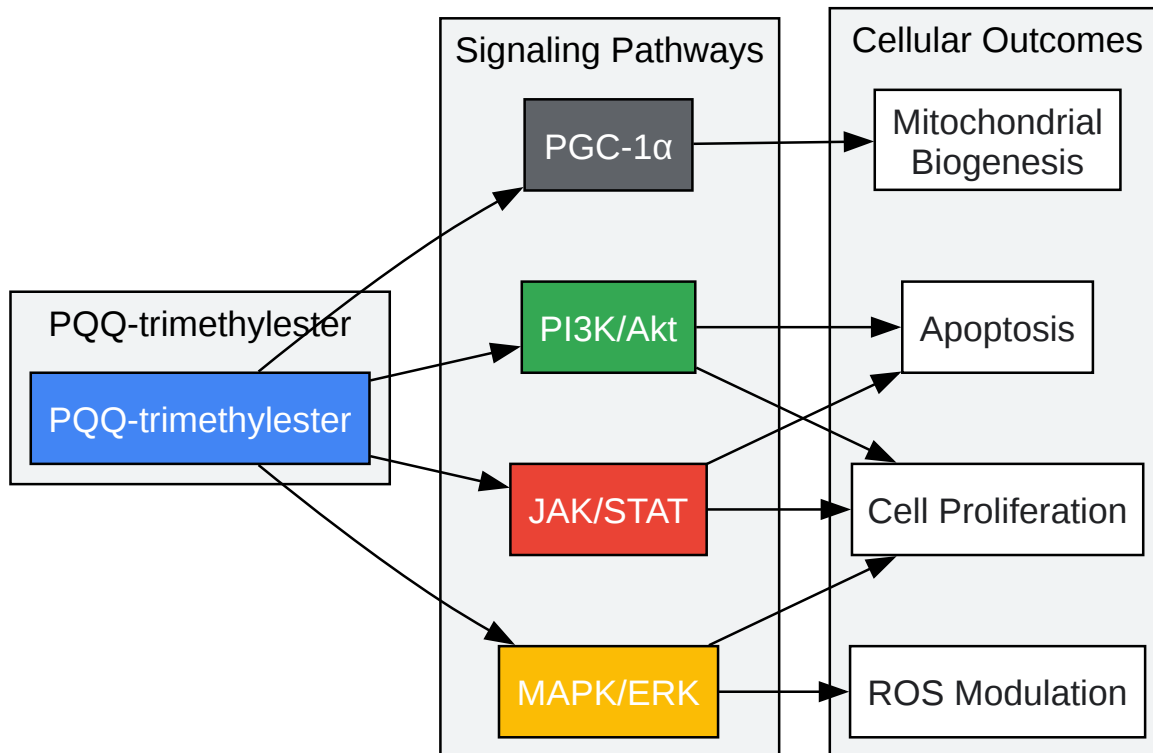 Signaling Pathways
Cellular Outcomes
PGC-1α
Mitochondrial
Biogenesis
PQQ-trimethylester
PQQ-trimethylester
PI3K/Akt
Apoptosis
JAK/STAT
Cell Proliferation
MAPK/ERK
ROS Modulation